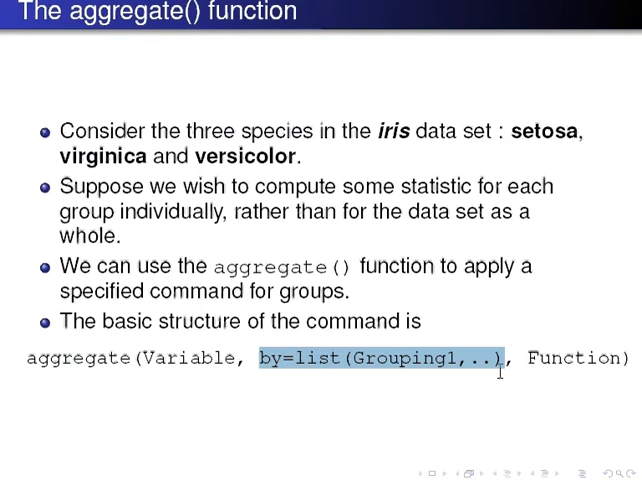 The aggregate() function
Consider the three species in the iris data set : setosa,
virginica and versicolor.
Suppose we wish to compute some statistic for each
group individually, rather than for the data set as a
whole.
We can use the aggregate() function to apply a
specified command for groups.
The basic structure of the command is
aggregate(Variable, by=list(Grouping1,..), Function)